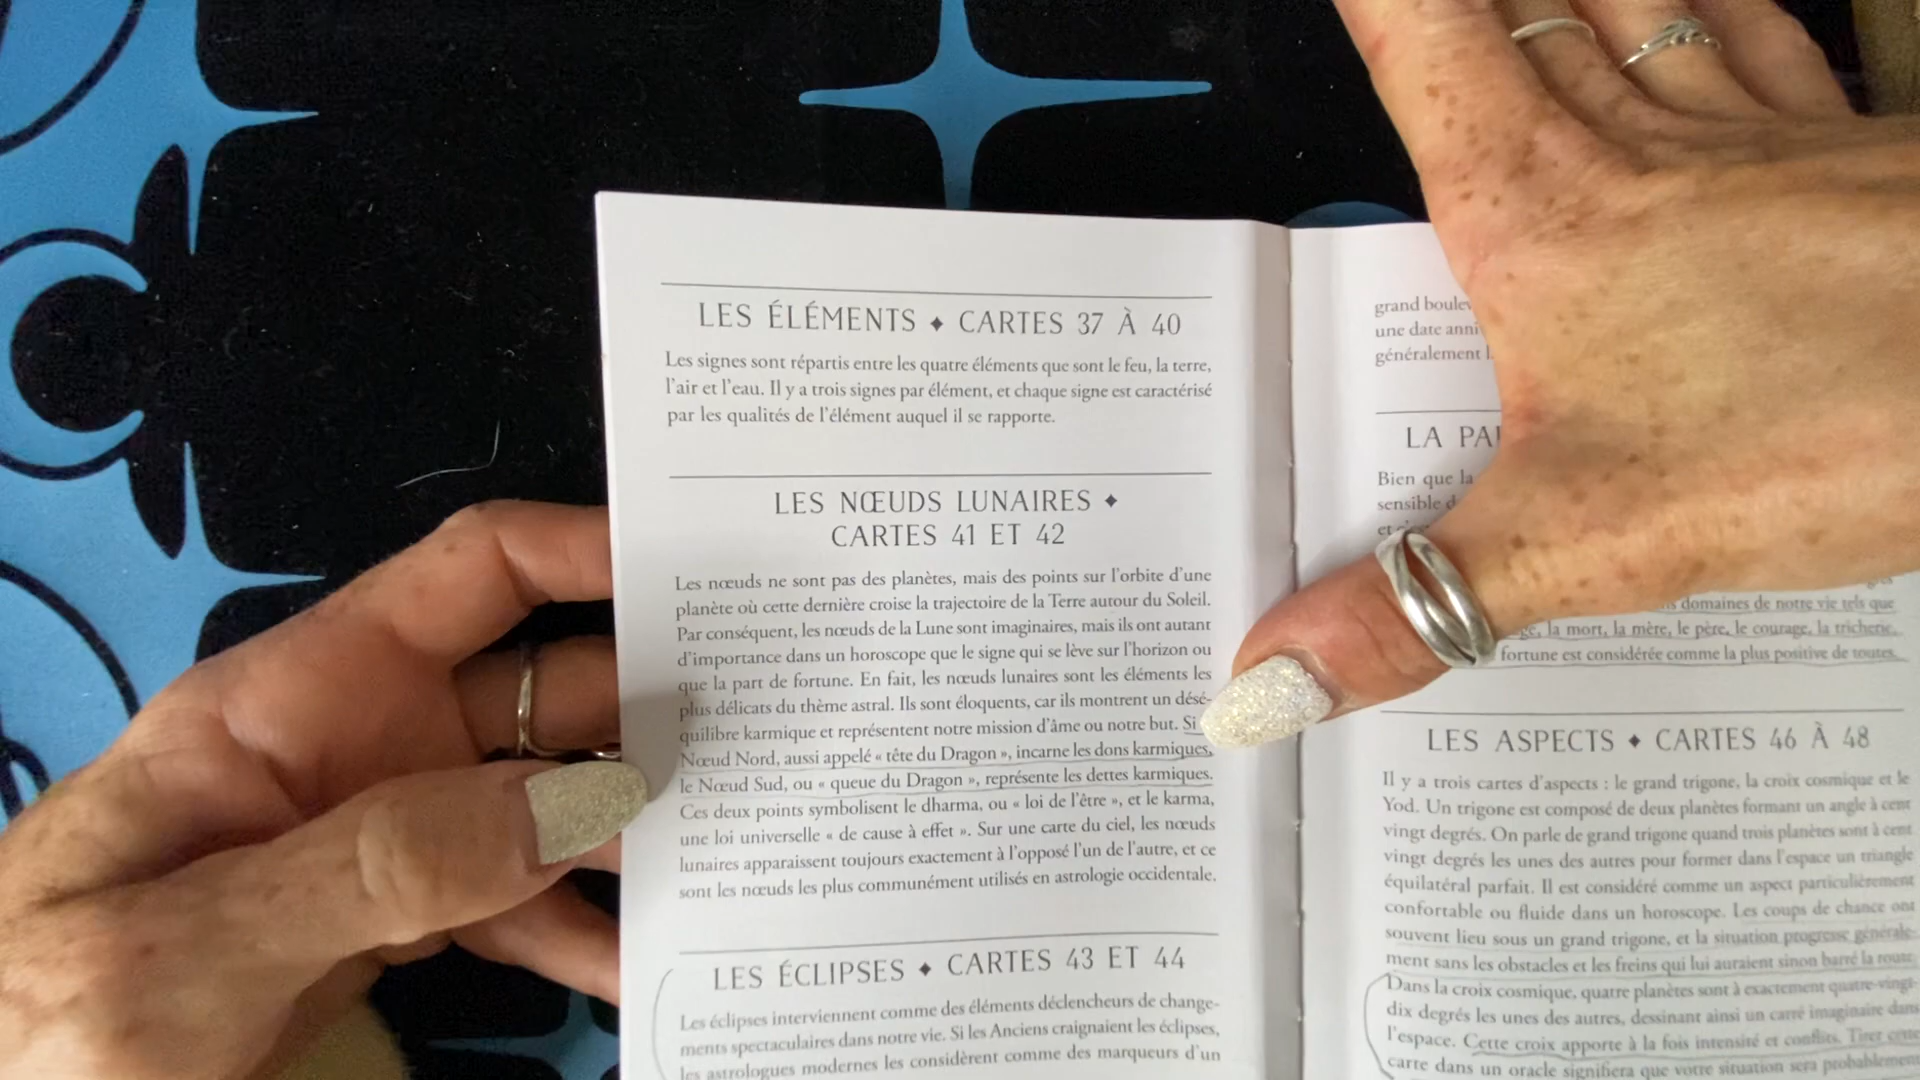 LES ÉLÉMENTS ♦ CARTES 37 À 40
Les signes sont répartis entre les quatre éléments que sont le feu, la terre,
l'air et l'eau. Il y a trois signes par élément, et chaque signe est caractérisé
par les qualités de l'élément auquel il se rapporte.
LES NŒUDS LUNAIRES ♦
CARTES 41 ET 42
Les nœuds ne sont pas des planètes, mais des points sur l'orbite d'une
planète où cette dernière croise la trajectoire de la Terre autour du Soleil.
Par conséquent, les nœuds de la Lune sont imaginaires, mais ils ont autant
d'importance dans un horoscope que le signe qui se lève sur l'horizon ou
que la part de fortune. En fait, les nœuds lunaires sont les éléments les
plus délicats du thème astral. Ils sont éloquents, car ils montrent un désé-
quilibre karmique et représentent notre mission d'âme ou notre but. Si
Nœud Nord, aussi appelé « tête du Dragon », incarne les dons karmiques,
le Nœud Sud, ou « queue du Dragon », représente les dettes karmiques.
Ces deux points symbolisent le dharma, ou « loi de l'être », et le karma,
une loi universelle « de cause à effet ». Sur une carte du ciel, les nœuds
lunaires apparaissent toujours exactement à l'opposé l'un de l'autre, et ce
sont les nœuds les plus communément utilisés en astrologie occidentale.
LES ÉCLIPSES ♦ CARTES 43 ET 44
Les éclipses interviennent comme des éléments déclencheurs de change-
ments spectaculaires dans notre vie. Si les Anciens craignaient les éclipses,
les astrologues modernes les considèrent comme des marqueurs d'un
grand
une date
généralement
LA
Bien que la
sensible
et
domaines de notre vie tels que
la mort, la mère, le père, le courage, la tricherie,
fortune est considérée comme la plus positive de toutes.
LES ASPECTS ♦ CARTES 46 À 48
Il y a trois cartes d'aspects : le grand trigone, la croix cosmique et le
Yod. Un trigone est composé de deux planètes formant un angle à cent
vingt degrés. On parle de grand trigone quand trois planètes sont à cent
vingt degrés les unes des autres pour former dans l'espace un triangle
équilatéral parfait. Il est considéré comme un aspect particulièrement
confortable ou fluide dans un horoscope. Les coups de chance ont
souvent lieu sous un grand trigone, et la situation progresse générale-
ment sans les obstacles et les freins qui lui auraient sinon barré la route.
Dans la croix cosmique, quatre planètes sont à exactement quatre-vingt-
dix degrés les unes des autres, dessinant ainsi un carré imaginaire dans
l'espace. Cette croix apporte à la fois intensité et conflits. Tirer cette
carte dans un oracle signifiera que votre situation sera probablement